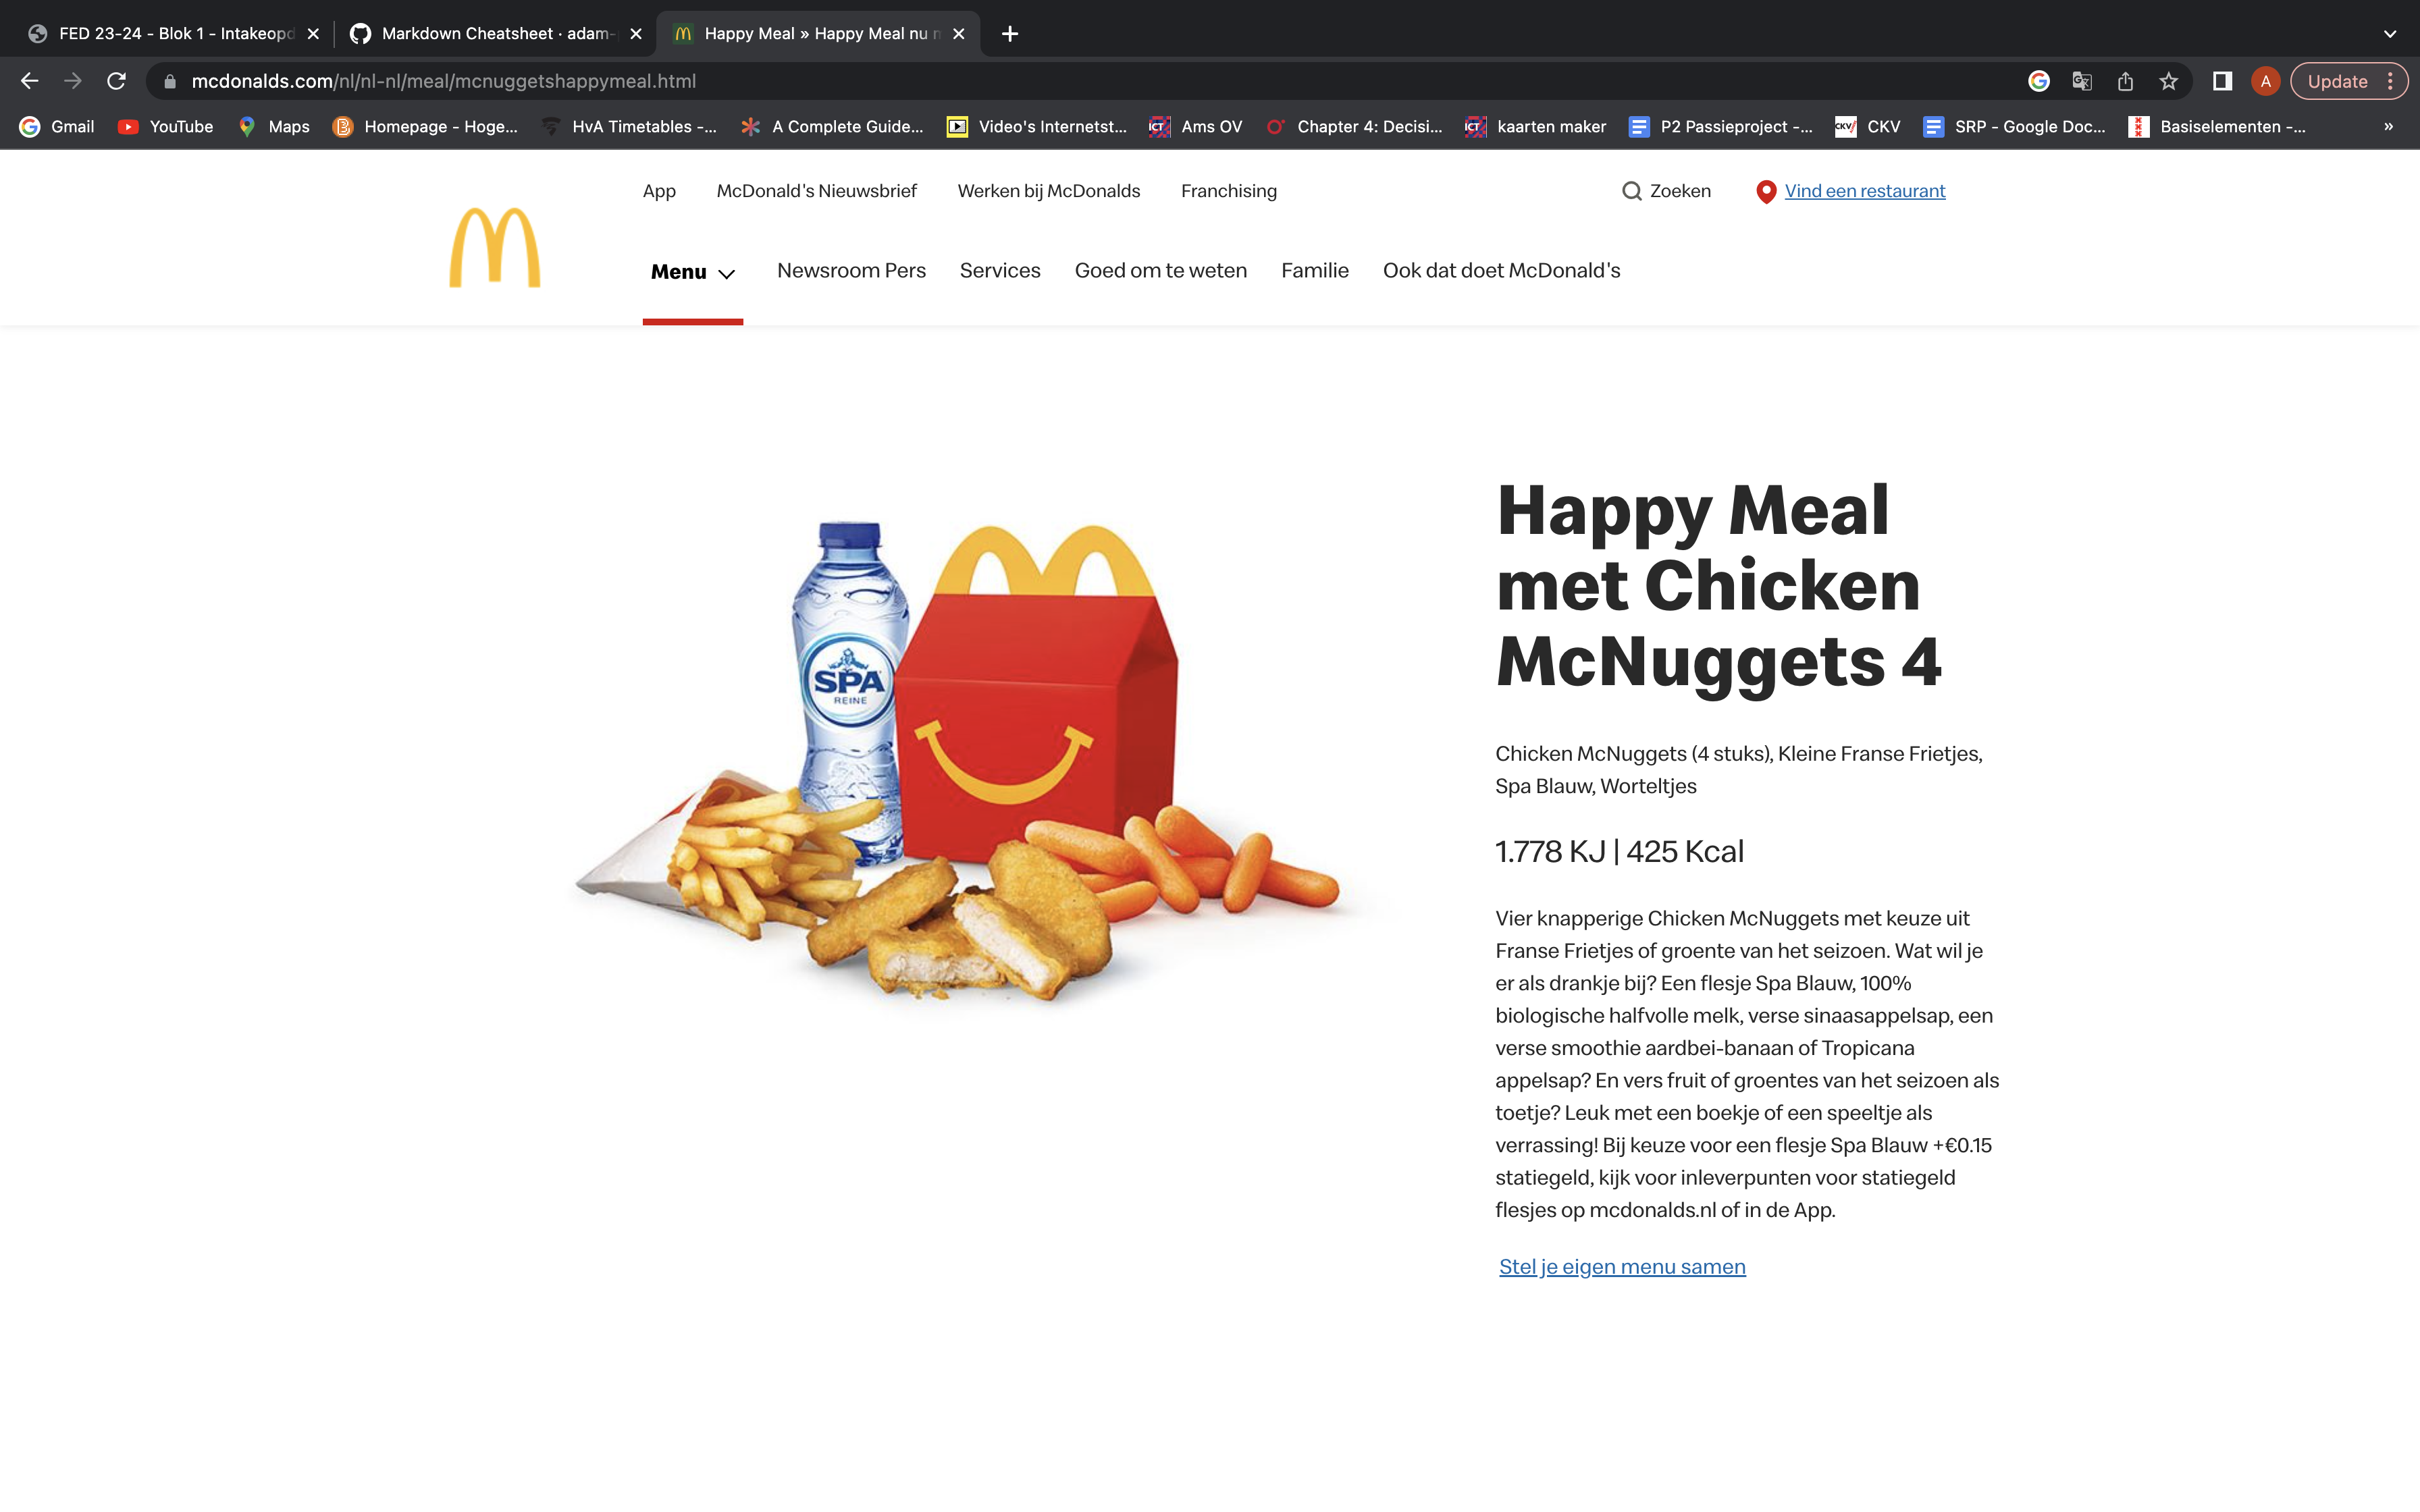 FED 23-24 - Blok 1 - Intakeopd
Markdown Cheatsheet · adam-
Happy Meal » Happy Meal nu
mcdonalds.com/nl/nl-nl/meal/mcnuggetshappymeal.html
A
Update
Gmail
YouTube
Maps
Homepage - Hoge...
HvA Timetables -...
A Complete Guide...
Video's Internetst...
ICT
Ams OV
Chapter 4: Decisi...
ICT
kaarten maker
P2 Passieproject -...
CKV
CKV
SRP - Google Doc...
Basiselementen -...
»
App
McDonald's Nieuwsbrief
Werken bij McDonalds
Franchising
Zoeken
Vind een restaurant
Menu
Newsroom Pers
Services
Goed om te weten
Familie
Ook dat doet McDonald's
SPA
REINE
Happy Meal
met Chicken
McNuggets 4
Chicken McNuggets (4 stuks), Kleine Franse Frietjes,
Spa Blauw, Worteltjes
1.778 KJ | 425 Kcal
Vier knapperige Chicken McNuggets met keuze uit
Franse Frietjes of groente van het seizoen. Wat wil je
er als drankje bij? Een flesje Spa Blauw, 100%
biologische halfvolle melk, verse sinaasappelsap, een
verse smoothie aardbei-banaan of Tropicana
appelsap? En vers fruit of groentes van het seizoen als
toetje? Leuk met een boekje of een speeltje als
verrassing! Bij keuze voor een flesje Spa Blauw +€0.15
statiegeld, kijk voor inleverpunten voor statiegeld
flesjes op mcdonalds.nl of in de App.
Stel je eigen menu samen